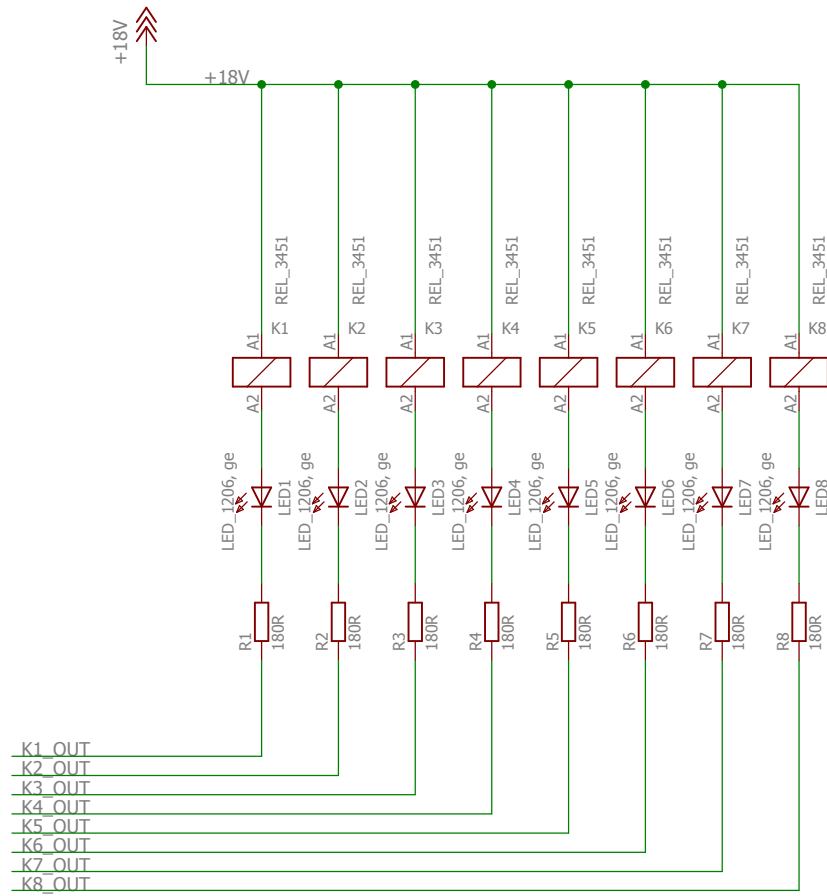 +18V
+18V
REL_3451
REL_3451
REL_3451
REL_3451
REL_3451
REL_3451
REL_3451
REL_3451
A1 K1
A1 K2
A1 K3
A1 K4
A1 K5
A1 K6
A1 K7
A1 K8
A2
A2
A2
A2
A2
A2
A2
A2
LED_1206, ge
LED1
LED_1206, ge
LED2
LED_1206, ge
LED3
LED_1206, ge
LED4
LED_1206, ge
LED5
LED_1206, ge
LED6
LED_1206, ge
LED7
LED_1206, ge
LED8
R1
180R
R2
180R
R3
180R
R4
180R
R5
180R
R6
180R
R7
180R
R8
180R
K1_OUT
K2_OUT
K3_OUT
K4_OUT
K5_OUT
K6_OUT
K7_OUT
K8_OUT